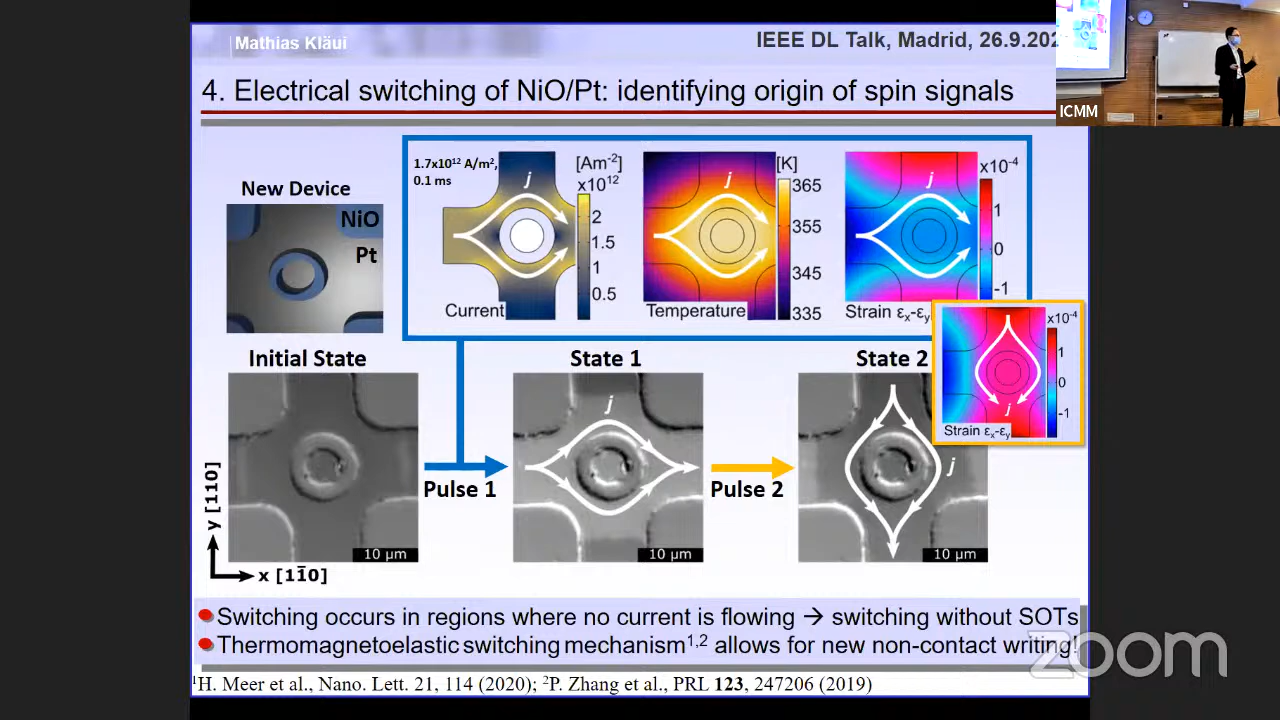 Mathias Kläui
IEEE DL Talk, Madrid, 26.9.202
ICMM
4. Electrical switching of NiO/Pt: identifying origin of spin signals
New Device
NiO
Pt
1.7x10¹² A/m²,
0.1 ms
j
[Am⁻²]
x10¹²
2
1.5
1
0.5
Current
j
[K]
365
355
345
335
Temperature
j
x10⁻⁴
1
0
-1
Strain εₓ-εᵧ
j
x10⁻⁴
1
0
-1
Strain εₓ-εᵧ
Initial State
State 1
State 2
j
j
Pulse 1
Pulse 2
10 µm
10 µm
10 µm
y [110]
x [11̅0]
Switching occurs in regions where no current is flowing → switching without SOTs
Thermomagnetoelastic switching mechanism¹,² allows for new non-contact writing!
zoom
¹H. Meer et al., Nano. Lett. 21, 114 (2020); ²P. Zhang et al., PRL 123, 247206 (2019)